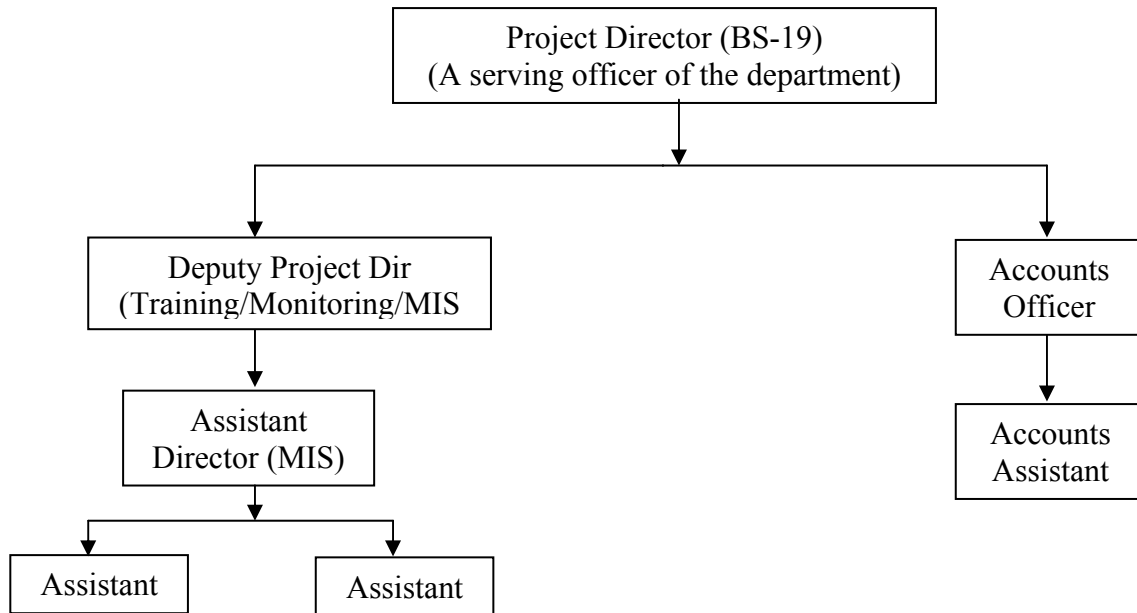 Project Director (BS-19)
(A serving officer of the department)
Deputy Project Dir
(Training/Monitoring/MIS
Accounts
Officer
Assistant
Director (MIS)
Accounts
Assistant
Assistant
Assistant